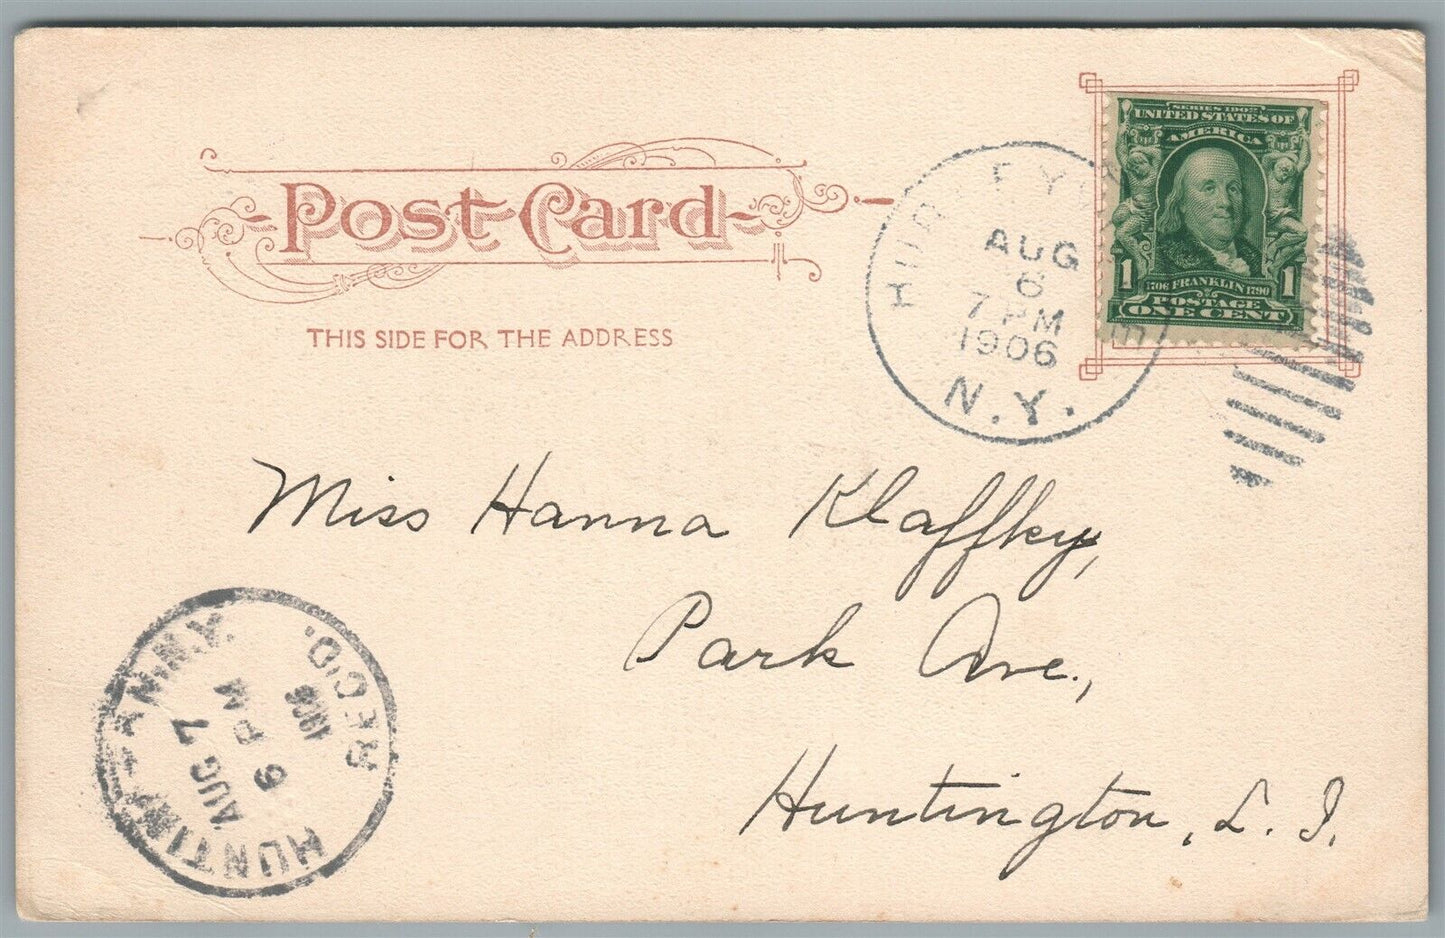 Post Card
THIS SIDE FOR THE ADDRESS
SERIES 1902
UNITED STATES OF
AMERICA
1 1
1706 FRANKLIN 1790
POSTAGE
ONE CENT
AUG
6
7 PM
1906
N.Y.
Miss Hanna Klaffky,
Park Ave.,
Huntington, L. I.
N.Y.
REC'D.
AUG 7
6 PM
1906